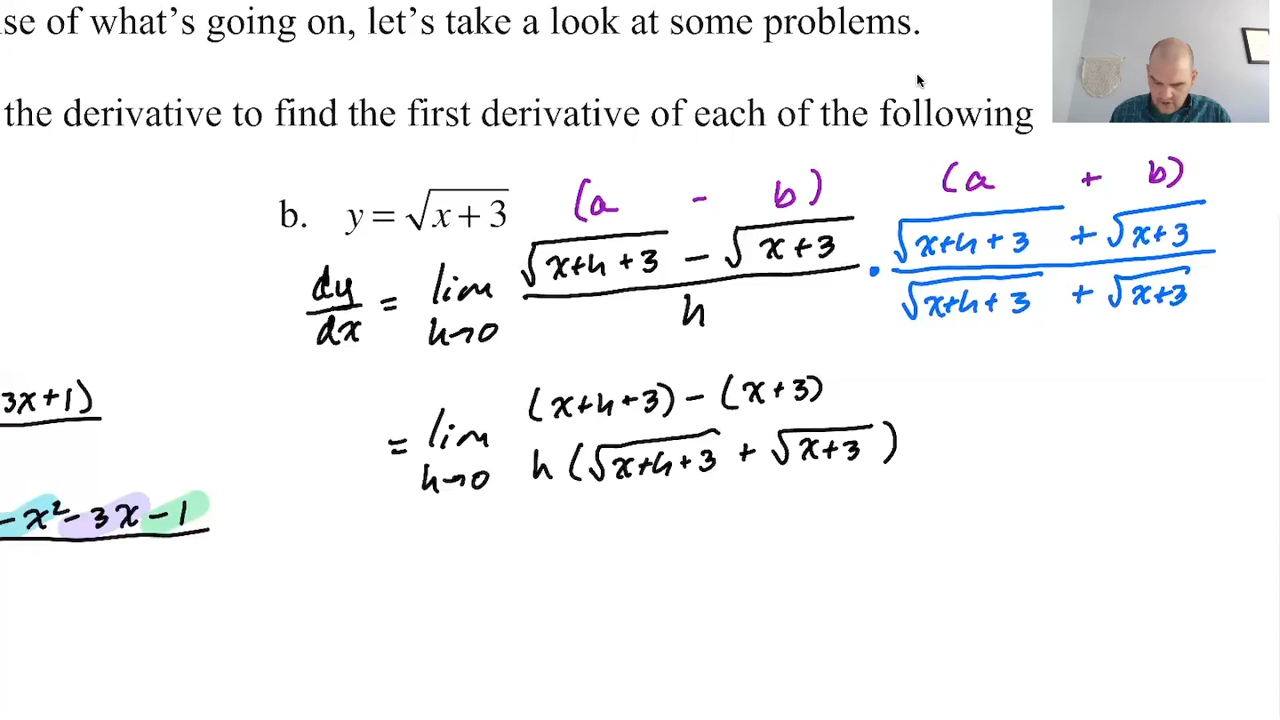 se of what's going on, let's take a look at some problems.
the derivative to find the first derivative of each of the following
(a - b) (a + b)
b. y = √(x + 3)
dy/dx = lim h→0 (√(x+h+3) - √(x+3))/h · (√(x+h+3) + √(x+3))/(√(x+h+3) + √(x+3))
3x+1)
= lim h→0 ((x+h+3) - (x+3))/(h(√(x+h+3) + √(x+3)))
- x² - 3x - 1